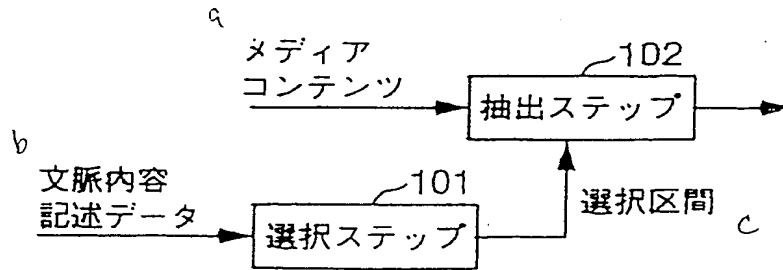 a
メディア
コンテンツ
102
抽出ステップ
b
文脈内容
記述データ
101
選択ステップ
選択区間
c